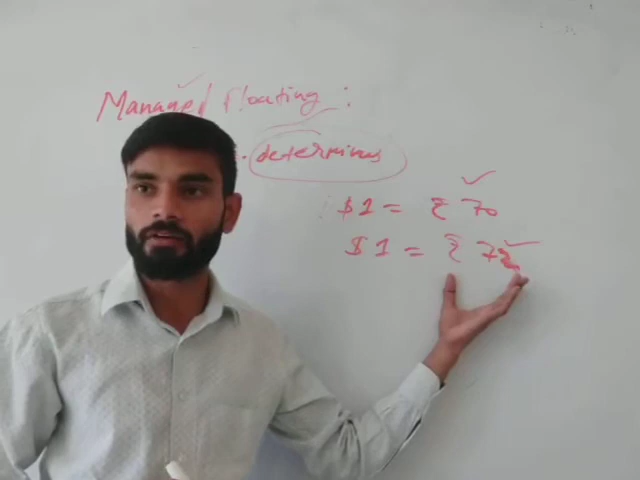 Managed floating :
. determines
$1 = ₹ 70
$1 = ₹ 72